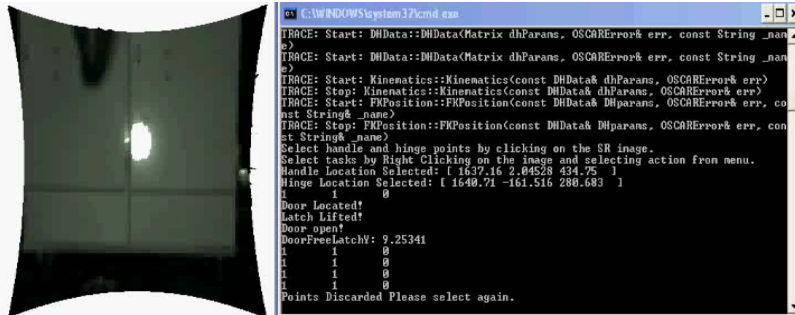 C:\WINDOWS\system32\cmd.exe
TRACE: Start: DHData::DHData(Matrix dhParams, OSCARError& err, const String _nam
e)
TRACE: Stop: DHData::DHData(Matrix dhParams, OSCARError& err, const String _nam
e)
TRACE: Start: Kinematics::Kinematics(const DHData& dhParams, OSCARError& err)
TRACE: Stop: Kinematics::Kinematics(const DHData& dhParams, OSCARError& err)
TRACE: Start: FKPosition::FKPosition(const DHData& DHparams, OSCARError& err, co
nst String& _name)
TRACE: Stop: FKPosition::FKPosition(const DHData& DHParams, OSCARError& err, con
st String& _name)
Select handle and hinge points by clicking on the SR image.
Select tasks by Right Clicking on the image and selecting action from menu.
Handle Location Selected: [ 1637.16 2.04528 434.75 ]
Hinge Location Selected: [ 1640.71 -161.516 280.683 ]
1 1 0
Door Located!
Latch Lifted!
Door open!
DoorFreeLatchY: 9.25341
1 1 0
1 1 0
1 1 0
1 1 0
Points Discarded Please select again.